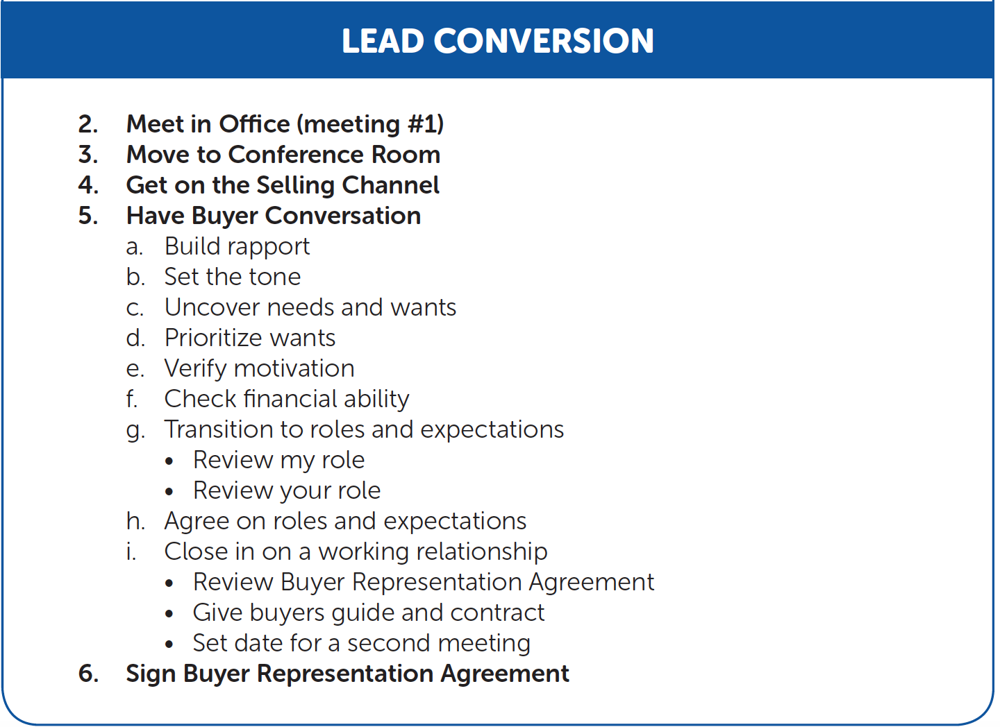 LEAD CONVERSION
2. Meet in Office (meeting #1)
3. Move to Conference Room
4. Get on the Selling Channel
5. Have Buyer Conversation
a. Build rapport
b. Set the tone
c. Uncover needs and wants
d. Prioritize wants
e. Verify motivation
f. Check financial ability
g. Transition to roles and expectations
• Review my role
• Review your role
h. Agree on roles and expectations
i. Close in on a working relationship
• Review Buyer Representation Agreement
• Give buyers guide and contract
• Set date for a second meeting
6. Sign Buyer Representation Agreement